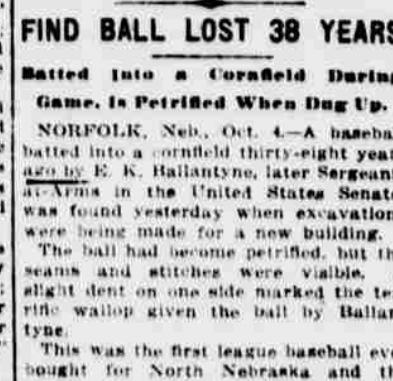 FIND BALL LOST 38 YEARS
Batted Into a Cornfield During
Game, Is Petrified When Dug Up.
NORFOLK, Neb., Oct. 4.—A basebal
batted into a cornfield thirty-eight year
ago by E. K. Ballantyne, later Sergeant
at-Arms in the United States Senate
was found yesterday when excavation
were being made for a new building.
The ball had become petrified, but th
seams and stitches were visible.
slight dent on one side marked the ter
rific wallop given the ball by Ballan
tyne.
This was the first league baseball eve
bought for North Nebraska and th